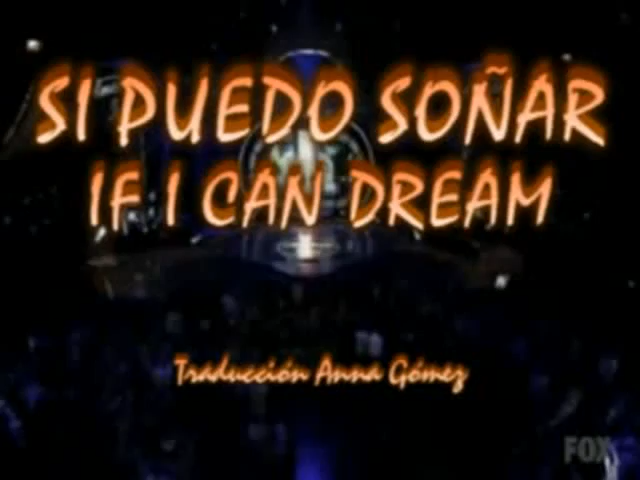 SI PUEDO SOÑAR
IF I CAN DREAM
Traducción Anna Gómez
FOX